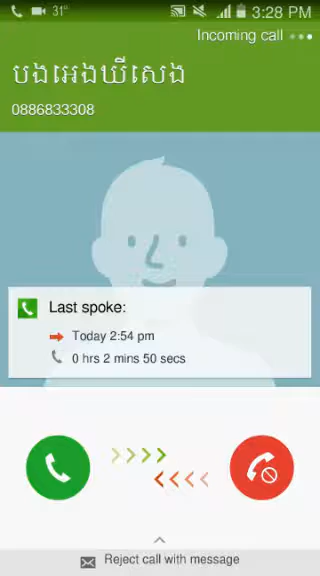 31°
3:28 PM
Incoming call
បងអេងឃីសេង
0886833308
Last spoke:
Today 2:54 pm
0 hrs 2 mins 50 secs
Reject call with message